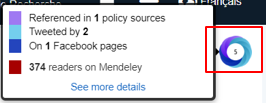 Recherche
Français
Referenced in 1 policy sources
Tweeted by 2
On 1 Facebook pages
374 readers on Mendeley
See more details
5